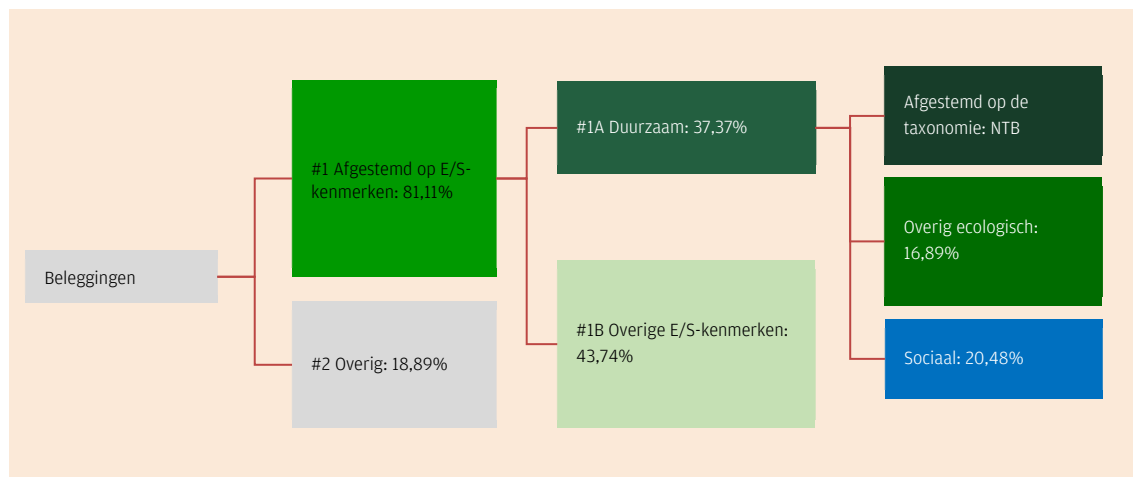 Beleggingen
#1 Afgestemd op E/S-
kenmerken: 81,11%
#2 Overig: 18,89%
#1A Duurzaam: 37,37%
#1B Overige E/S-kenmerken:
43,74%
Afgestemd op de
taxonomie: NTB
Overig ecologisch:
16,89%
Sociaal: 20,48%